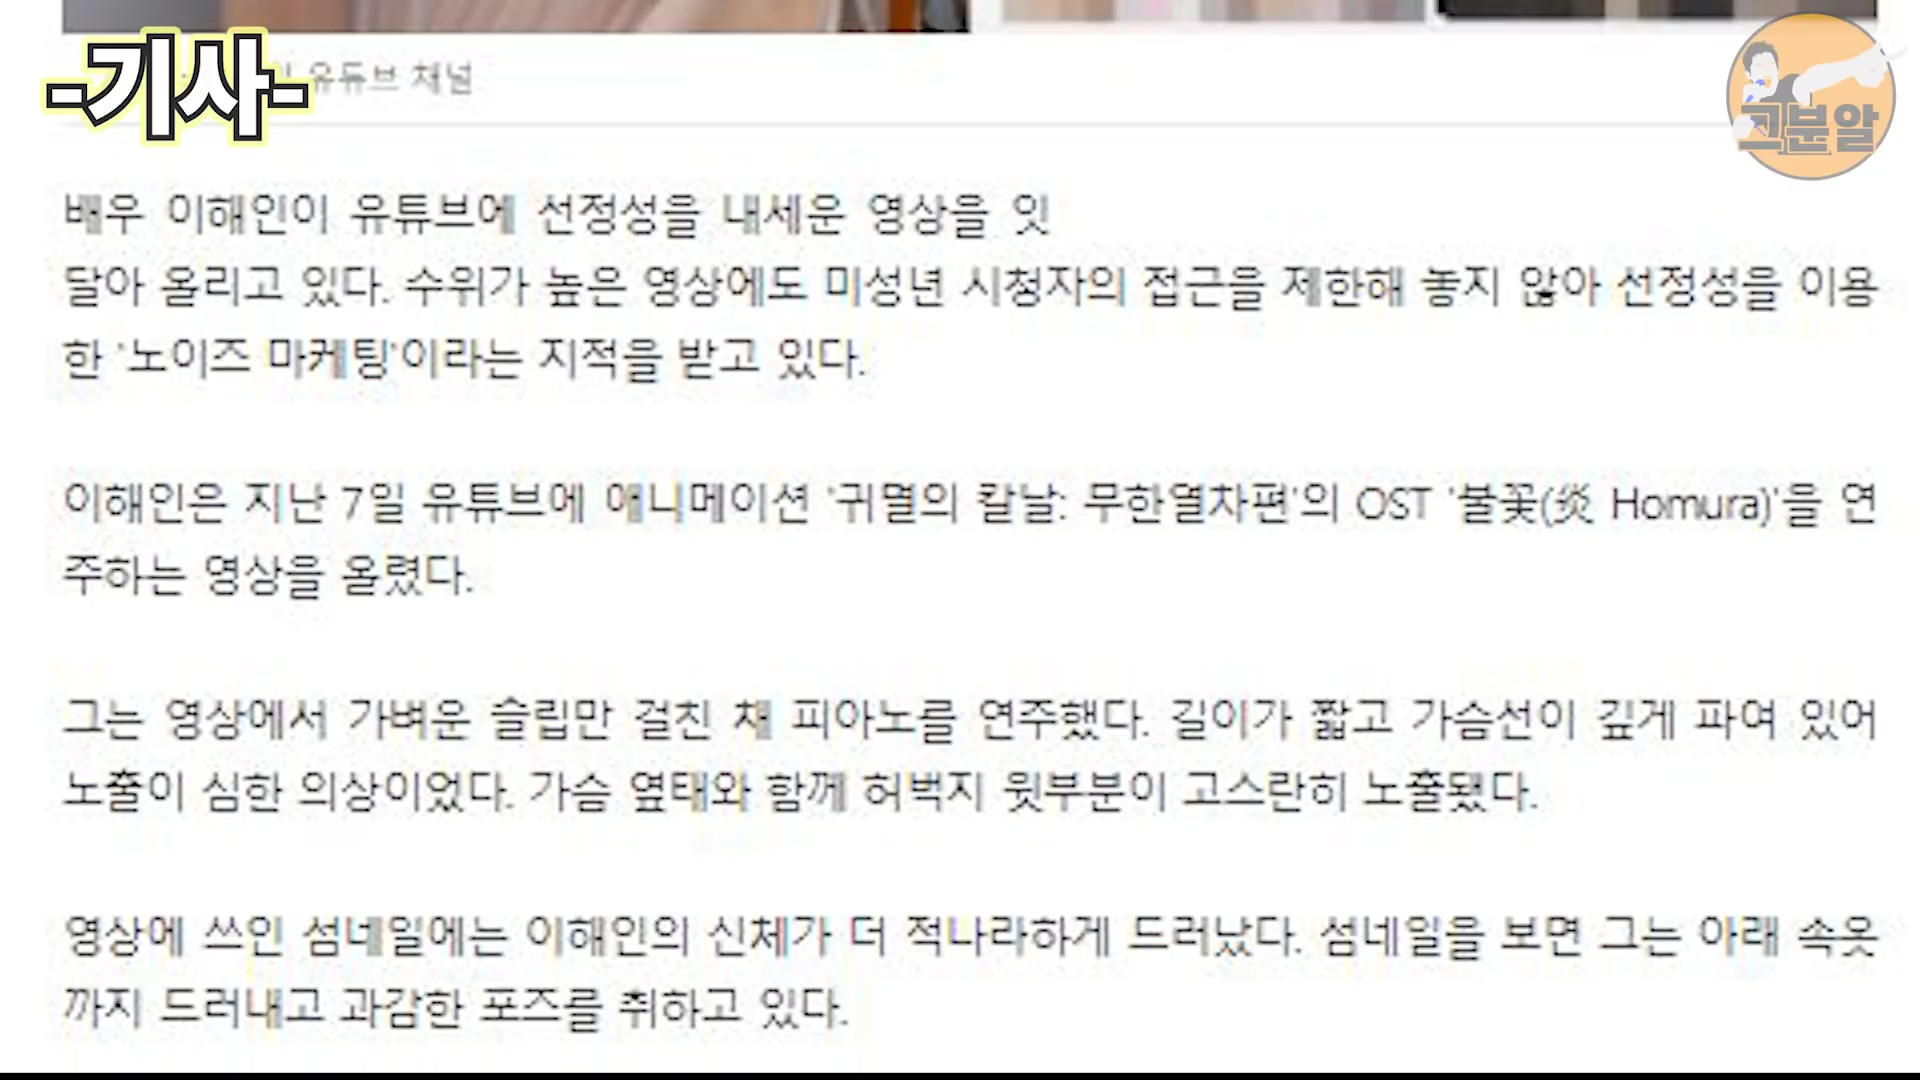 -기사-
유튜브 채널
그분알
배우 이해인이 유튜브에 선정성을 내세운 영상을 잇
달아 올리고 있다. 수위가 높은 영상에도 미성년 시청자의 접근을 제한해 놓지 않아 선정성을 이용
한 '노이즈 마케팅'이라는 지적을 받고 있다.
이해인은 지난 7일 유튜브에 애니메이션 '귀멸의 칼날: 무한열차편'의 OST '불꽃(炎 Homura)'을 연
주하는 영상을 올렸다.
그는 영상에서 가벼운 슬립만 걸친 채 피아노를 연주했다. 길이가 짧고 가슴선이 깊게 파여 있어
노출이 심한 의상이었다. 가슴 옆태와 함께 허벅지 윗부분이 고스란히 노출됐다.
영상에 쓰인 섬네일에는 이해인의 신체가 더 적나라하게 드러났다. 섬네일을 보면 그는 아래 속옷
까지 드러내고 과감한 포즈를 취하고 있다.